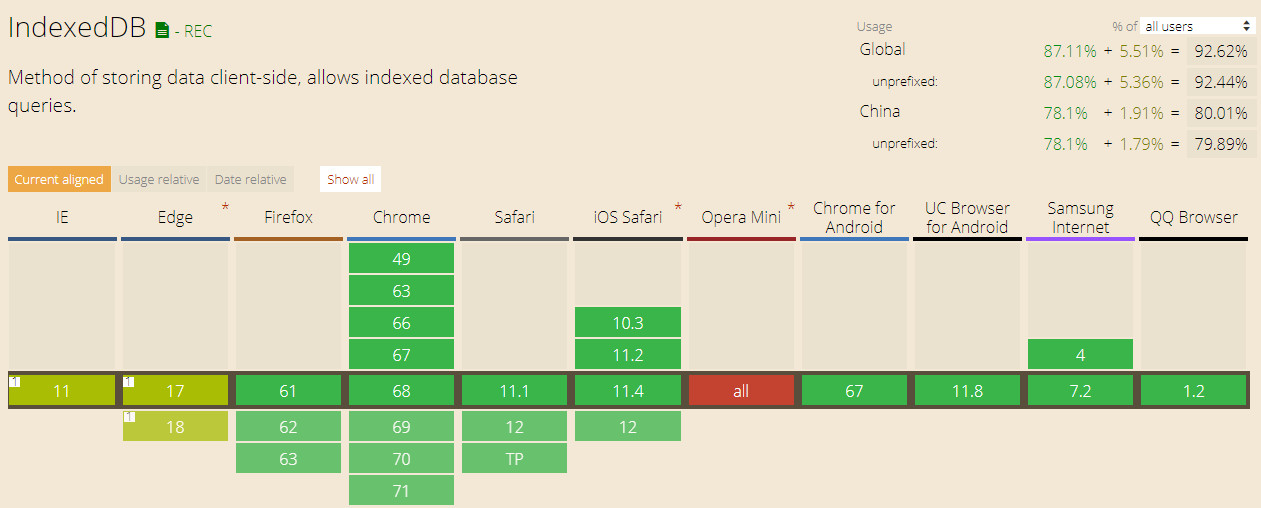 IndexedDB - REC
Usage % of all users
Global 87.11% + 5.51% = 92.62%
unprefixed: 87.08% + 5.36% = 92.44%
China 78.1% + 1.91% = 80.01%
unprefixed: 78.1% + 1.79% = 79.89%
Method of storing data client-side, allows indexed database
queries.
Current aligned Usage relative Date relative Show all
IE Edge * Firefox Chrome Safari iOS Safari * Opera Mini * Chrome for Android UC Browser for Android Samsung Internet QQ Browser
49
63
66 10.3
67 11.2 4
1 11 1 17 61 68 11.1 11.4 all 67 11.8 7.2 1.2
1 18 62 69 12 12
63 70 TP
71